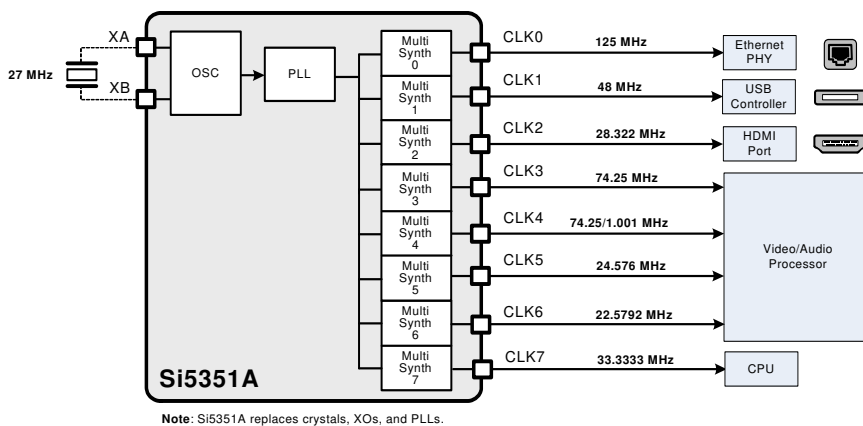 XA
27 MHz
XB
OSC
PLL
Multi
Synth
0
Multi
Synth
1
Multi
Synth
2
Multi
Synth
3
Multi
Synth
4
Multi
Synth
5
Multi
Synth
6
Multi
Synth
7
Si5351A
CLK0
125 MHz
Ethernet
PHY
CLK1
48 MHz
USB
Controller
CLK2
28.322 MHz
HDMI
Port
CLK3
74.25 MHz
CLK4
74.25/1.001 MHz
CLK5
24.576 MHz
CLK6
22.5792 MHz
Video/Audio
Processor
CLK7
33.3333 MHz
CPU
Note: Si5351A replaces crystals, XOs, and PLLs.